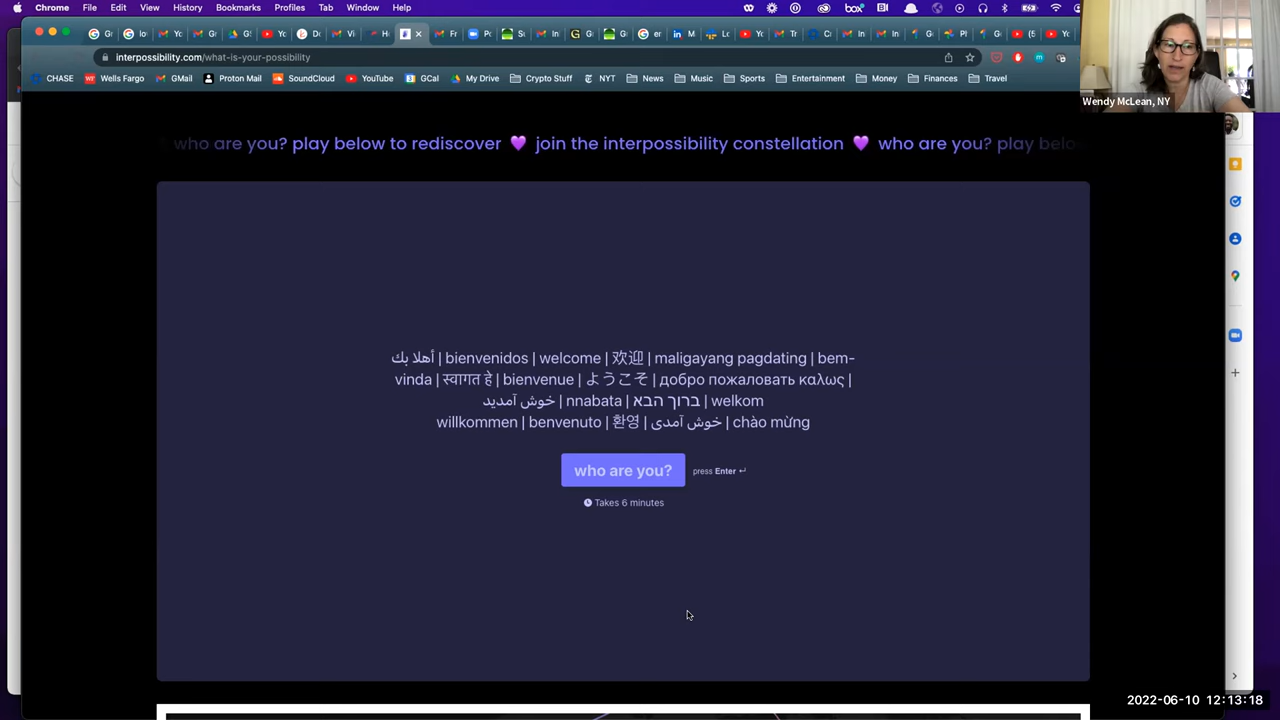 Chrome File Edit View History Bookmarks Profiles Tab Window Help
interpossibility.com/what-is-your-possibility
CHASE Wells Fargo GMail Proton Mail SoundCloud YouTube GCal My Drive Crypto Stuff NYT News Music Sports Entertainment Money Finances Travel
Wendy McLean, NY
who are you? play below to rediscover 💜 join the interpossibility constellation 💜 who are you? play belo
أهلا بك | bienvenidos | welcome | 欢迎 | maligayang pagdating | bem-
vinda | स्वागत हे | bienvenue | ようこそ | добро пожаловать καλως |
خوش آمدید | nnabata | ברוך הבא | welkom
willkommen | benvenuto | 환영 | خوش آمدی | chào mừng
who are you? press Enter ↵
Takes 6 minutes
2022-06-10 12:13:18